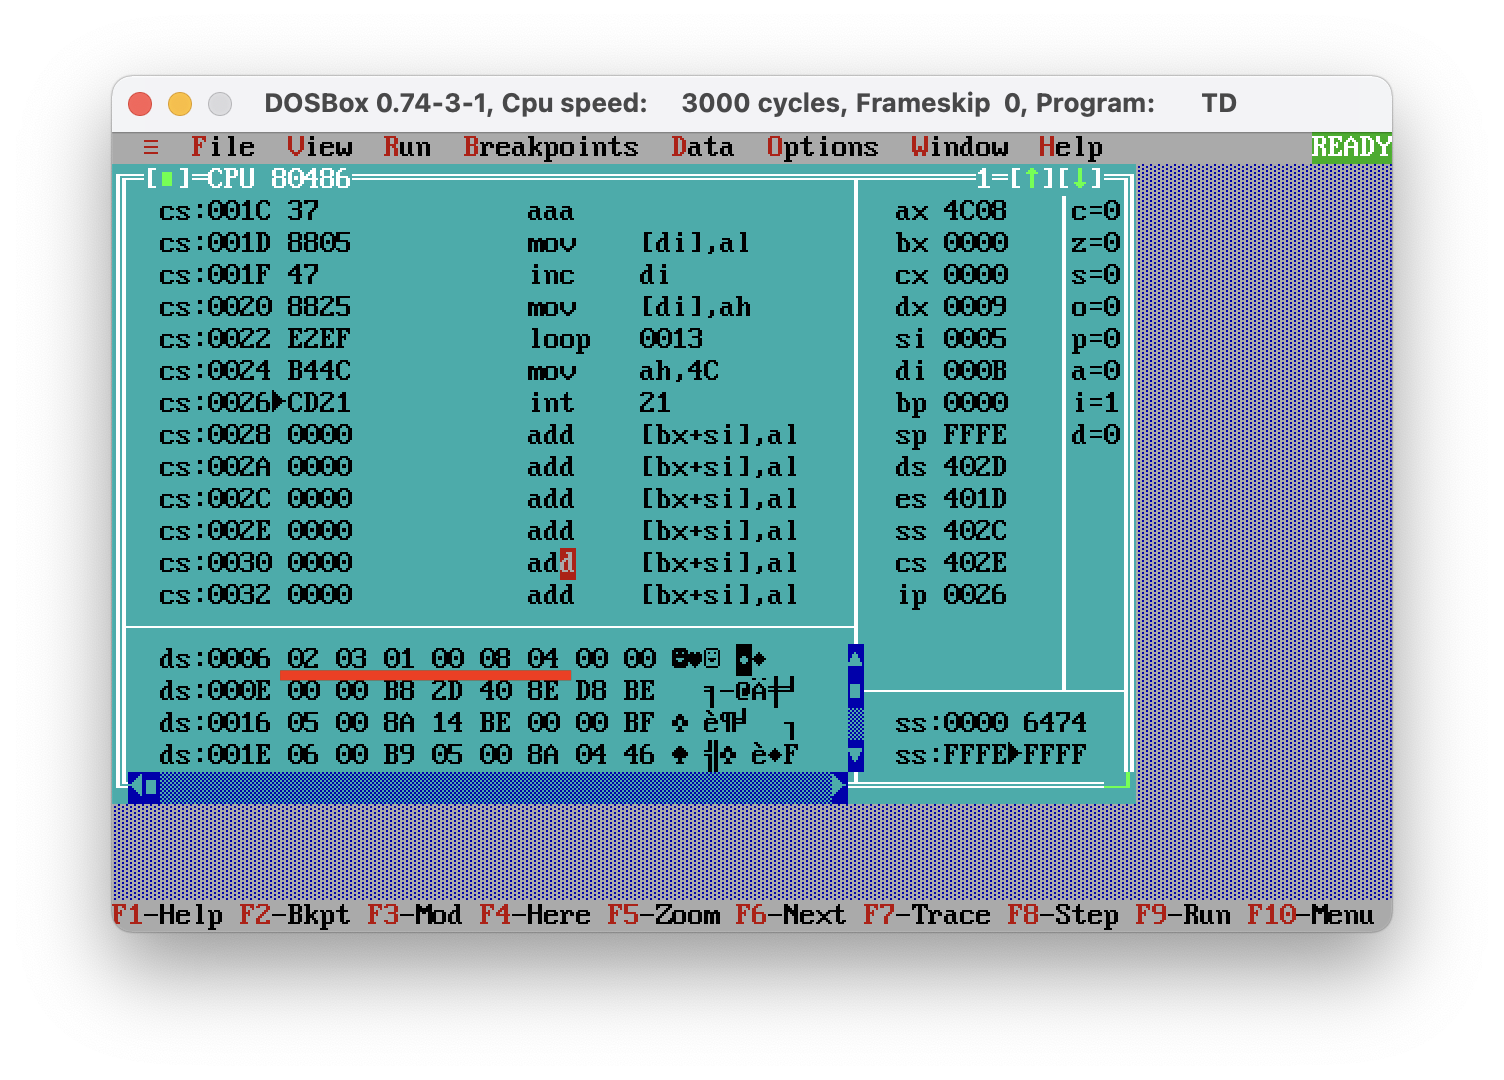 DOSBox 0.74-3-1, Cpu speed: 3000 cycles, Frameskip 0, Program: TD
≡ File View Run Breakpoints Data Options Window Help READY
[■]=CPU 80486 1=[↑][↓]
cs:001C 37 aaa ax 4C08 c=0
cs:001D 8805 mov [di],al bx 0000 z=0
cs:001F 47 inc di cx 0000 s=0
cs:0020 8825 mov [di],ah dx 0009 o=0
cs:0022 E2EF loop 0013 si 0005 p=0
cs:0024 B44C mov ah,4C di 000B a=0
cs:0026►CD21 int 21 bp 0000 i=1
cs:0028 0000 add [bx+si],al sp FFFE d=0
cs:002A 0000 add [bx+si],al ds 402D
cs:002C 0000 add [bx+si],al es 401D
cs:002E 0000 add [bx+si],al ss 402C
cs:0030 0000 add [bx+si],al cs 402E
cs:0032 0000 add [bx+si],al ip 0026
ds:0006 02 03 01 00 08 04 00 00 ☻♥☺ ◘♦
ds:000E 00 00 B8 2D 40 8E D8 BE ╕-@Ä╪╛
ds:0016 05 00 8A 14 BE 00 00 BF ♣ è¶╛ ┐ ss:0000 6474
ds:001E 06 00 B9 05 00 8A 04 46 ♠ ╣♣ è♦F ss:FFFE►FFFF
F1-Help F2-Bkpt F3-Mod F4-Here F5-Zoom F6-Next F7-Trace F8-Step F9-Run F10-Menu